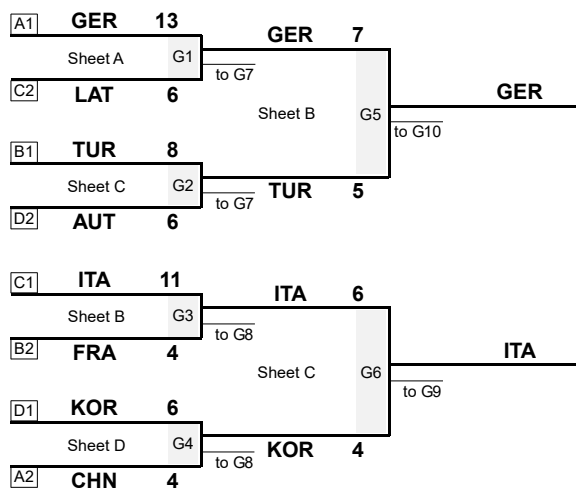 A1 GER 13
Sheet A G1
C2 LAT 6
to G7
GER 7
Sheet B G5
GER
to G10
B1 TUR 8
Sheet C G2
D2 AUT 6
to G7
TUR 5
C1 ITA 11
Sheet B G3
B2 FRA 4
to G8
ITA 6
Sheet C G6
ITA
to G9
D1 KOR 6
Sheet D G4
A2 CHN 4
to G8
KOR 4